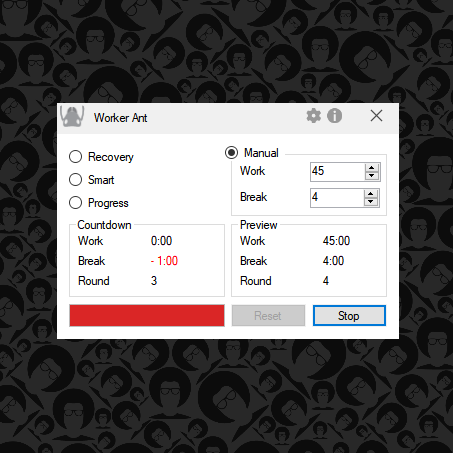 Worker Ant
Recovery
Smart
Progress
Manual
Work 45
Break 4
Countdown
Work 0:00
Break - 1:00
Round 3
Preview
Work 45:00
Break 4:00
Round 4
Reset
Stop